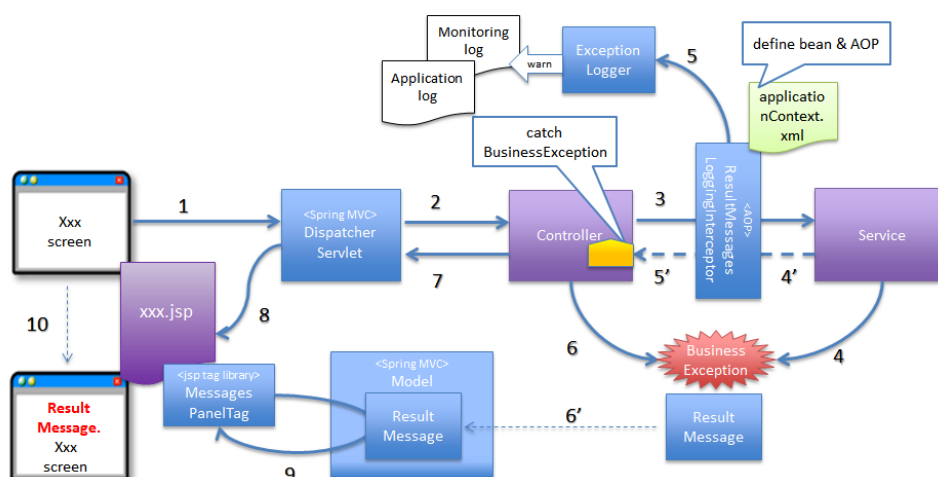 Monitoring
log
Application
log
warn
Exception
Logger
5
define bean & AOP
applicatio
nContext.
xml
catch
BusinessException
Xxx
screen
1
<Spring MVC>
Dispatcher
Servlet
2
7
Controller
3
5’
<AOP>
ResultMessages
LoggingInterceptor
4’
Service
xxx.jsp
8
10
6
Business
Exception
4
<jsp tag library>
Messages
PanelTag
<Spring MVC>
Model
Result
Message
6’
Result
Message
9
Result
Message.
Xxx
screen